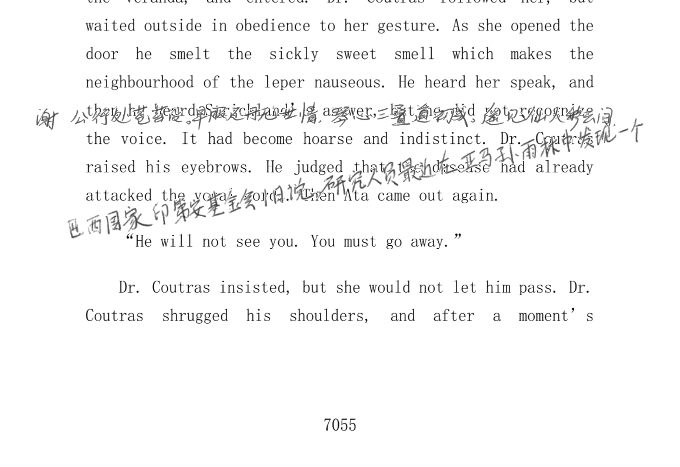 the veranda, and entered. Dr. Coutras followed her, but
waited outside in obedience to her gesture. As she opened the
door he smelt the sickly sweet smell which makes the
neighbourhood of the leper nauseous. He heard her speak, and
then he heard Strickland's answer, but he did not recognize
the voice. It had become hoarse and indistinct. Dr. Coutras
raised his eyebrows. He judged that the disease had already
attacked the vocal cords. Then Ata came out again.
巴西国家印第安基金会18日说，研究人员最近在亚马孙雨林中发现一个
“He will not see you. You must go away.”
Dr. Coutras insisted, but she would not let him pass. Dr.
Coutras shrugged his shoulders, and after a moment’s
7055